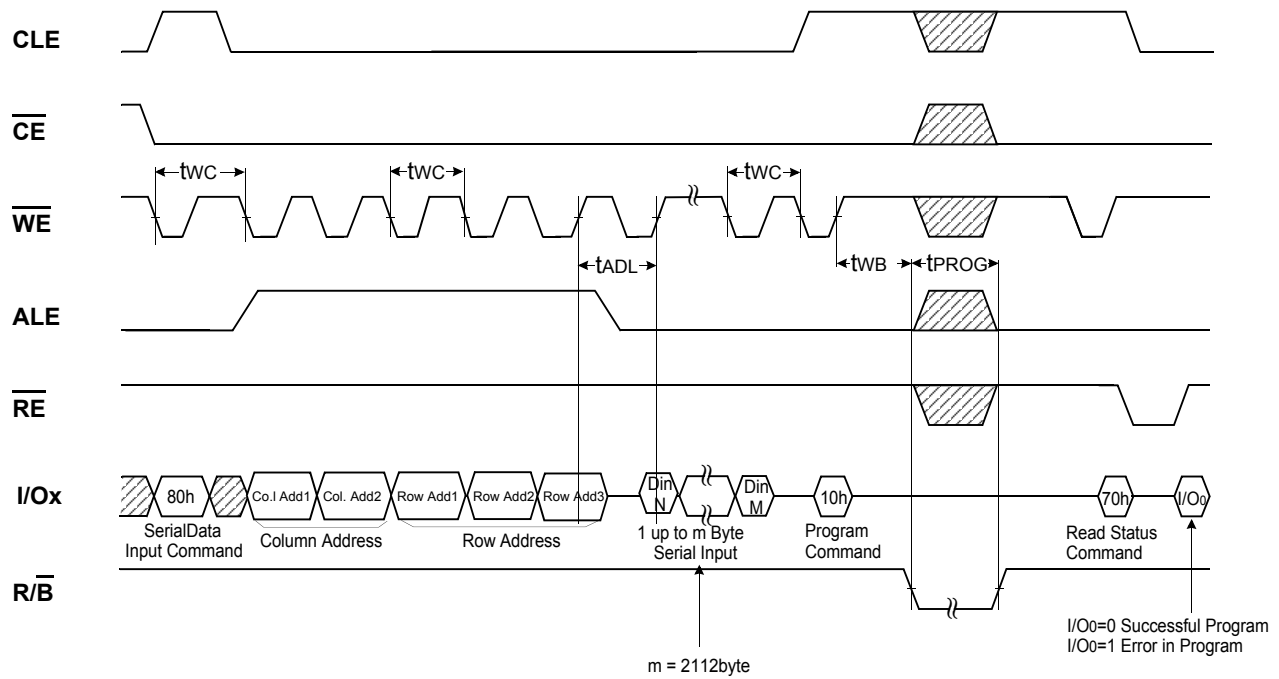 CLE
CE
tWC
tWC
tWC
WE
tADL
tWB
tPROG
ALE
RE
I/Ox
80h
Co.l Add1
Col. Add2
Row Add1
Row Add2
Row Add3
Din
N
Din
M
10h
70h
I/O0
SerialData
Input Command
Column Address
Row Address
1 up to m Byte
Serial Input
Program
Command
Read Status
Command
R/B
I/O0=0 Successful Program
I/O0=1 Error in Program
m = 2112byte